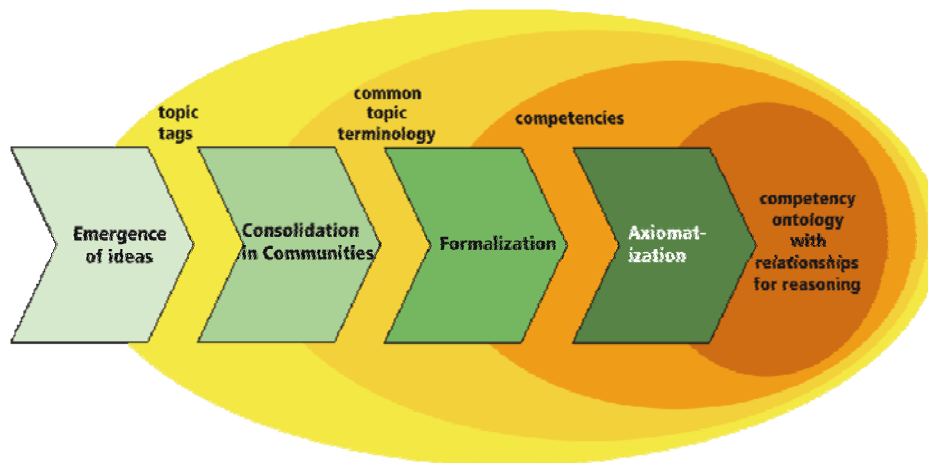 topic
tags
common
topic
terminology
competencies
Emergence
of ideas
Consolidation
in Communities
Formalization
Axiomat-
ization
competency
ontology
with
relationships
for reasoning